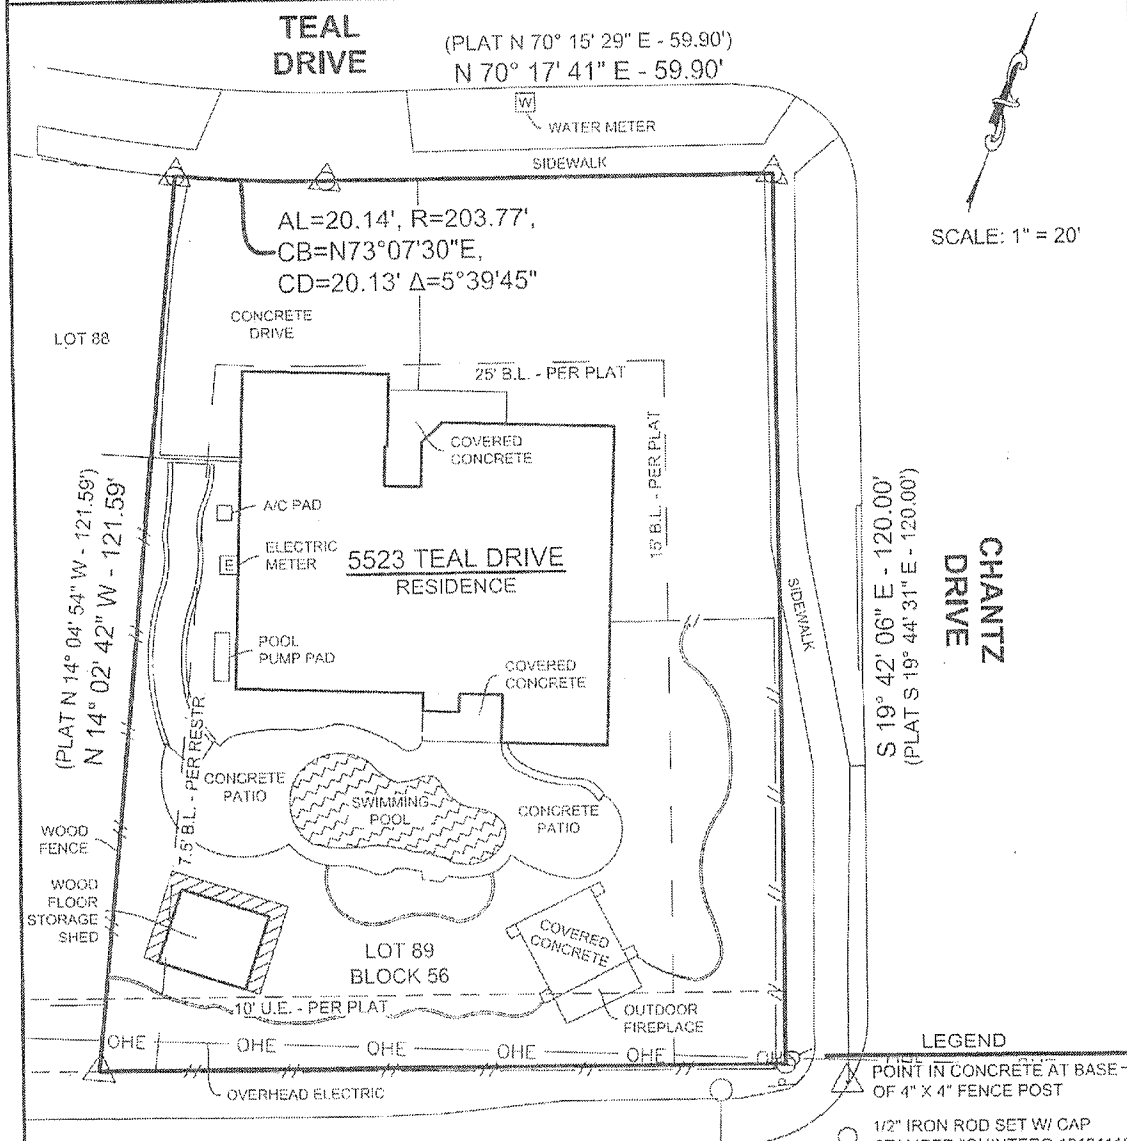 TEAL
DRIVE
(PLAT N 70° 15' 29" E - 59.90')
N 70° 17' 41" E - 59.90'
W
WATER METER
SIDEWALK
SCALE: 1" = 20'
AL=20.14', R=203.77',
CB=N73°07'30"E,
CD=20.13' Δ=5°39'45"
CONCRETE
DRIVE
LOT 88
25' B.L. - PER PLAT
COVERED
CONCRETE
15' B.L. - PER PLAT
(PLAT N 14° 04' 54" W - 121.59')
N 14° 02' 42" W - 121.59'
A/C PAD
E
ELECTRIC
METER
5523 TEAL DRIVE
RESIDENCE
SIDEWALK
S 19° 42' 06" E - 120.00'
(PLAT S 19° 44' 31" E - 120.00')
CHANTZ
DRIVE
POOL
PUMP PAD
COVERED
CONCRETE
7.5' B.L. - PER RESTR
CONCRETE
PATIO
SWIMMING
POOL
CONCRETE
PATIO
WOOD
FENCE
WOOD
FLOOR
STORAGE
SHED
LOT 89
BLOCK 56
COVERED
CONCRETE
10' U.E. - PER PLAT
OUTDOOR
FIREPLACE
OHE OHE OHE OHE OHE OH
OVERHEAD ELECTRIC
LEGEND
POINT IN CONCRETE AT BASE
OF 4" X 4" FENCE POST
1/2" IRON ROD SET W/ CAP